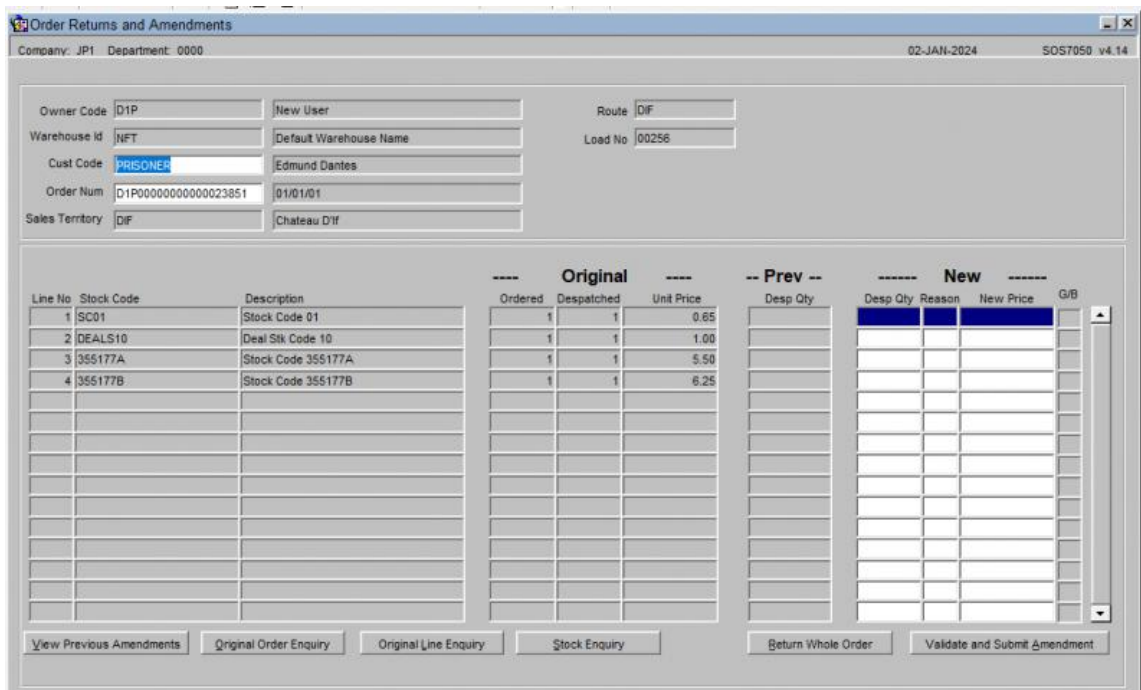 Order Returns and Amendments
Company: JP1 Department: 0000 02-JAN-2024 SOS7050 v4.14
Owner Code D1P New User Route DIF
Warehouse Id NFT Default Warehouse Name Load No 00256
Cust Code PRISONER Edmund Dantes
Order Num D1P00000000000023851 01/01/01
Sales Territory DIF Chateau D'If
---- Original ---- -- Prev -- ------ New ------
Line No Stock Code Description Ordered Despatched Unit Price Desp Qty Desp Qty Reason New Price G/B
1 SC01 Stock Code 01 1 1 0.65
2 DEALS10 Deal Stk Code 10 1 1 1.00
3 355177A Stock Code 355177A 1 1 5.50
4 355177B Stock Code 355177B 1 1 6.25
View Previous Amendments Original Order Enquiry Original Line Enquiry Stock Enquiry Return Whole Order Validate and Submit Amendment